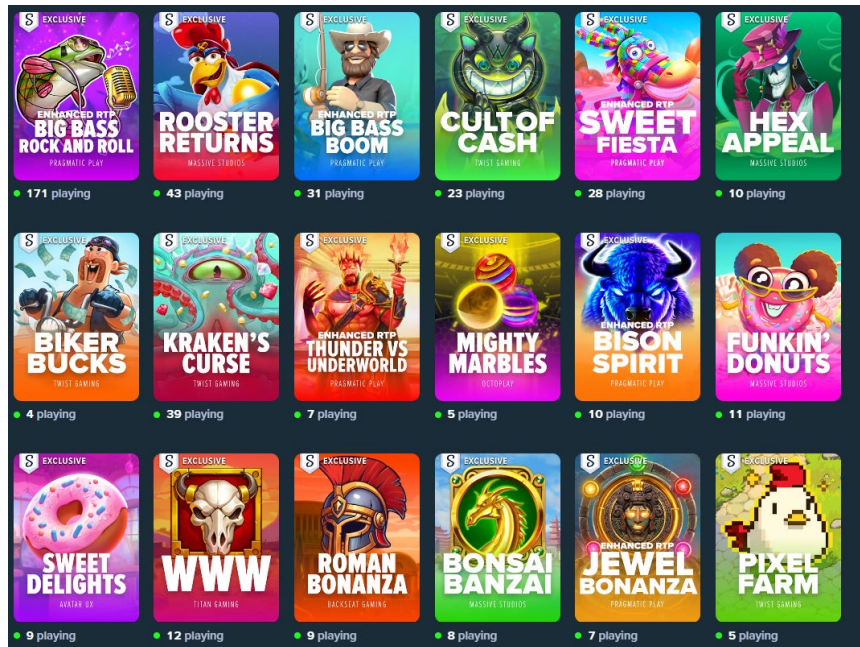 S EXCLUSIVE
ENHANCED RTP
BIG BASS
ROCK AND ROLL
PRAGMATIC PLAY
171 playing
S EXCLUSIVE
ROOSTER
RETURNS
MASSIVE STUDIOS
43 playing
S EXCLUSIVE
ENHANCED RTP
BIG BASS
BOOM
PRAGMATIC PLAY
31 playing
S EXCLUSIVE
CULT OF
CASH
TWIST GAMING
23 playing
S EXCLUSIVE
ENHANCED RTP
SWEET
FIESTA
PRAGMATIC PLAY
28 playing
S EXCLUSIVE
HEX
APPEAL
MASSIVE STUDIOS
10 playing
S EXCLUSIVE
BIKER
BUCKS
TWIST GAMING
4 playing
S EXCLUSIVE
KRAKEN'S
CURSE
TWIST GAMING
39 playing
S EXCLUSIVE
ENHANCED RTP
THUNDER VS
UNDERWORLD
PRAGMATIC PLAY
7 playing
S EXCLUSIVE
MIGHTY
MARBLES
OCTOPLAY
5 playing
S EXCLUSIVE
ENHANCED RTP
BISON
SPIRIT
PRAGMATIC PLAY
10 playing
FUNKIN'
DONUTS
MASSIVE STUDIOS
11 playing
S EXCLUSIVE
SWEET
DELIGHTS
AVATAR UX
9 playing
S EXCLUSIVE
WWW
TITAN GAMING
12 playing
S EXCLUSIVE
ROMAN
BONANZA
BACKSEAT GAMING
9 playing
S EXCLUSIVE
BONSAI
BANZAI
MASSIVE STUDIOS
8 playing
S EXCLUSIVE
ENHANCED RTP
JEWEL
BONANZA
PRAGMATIC PLAY
7 playing
S EXCLUSIVE
PIXEL
FARM
TWIST GAMING
5 playing